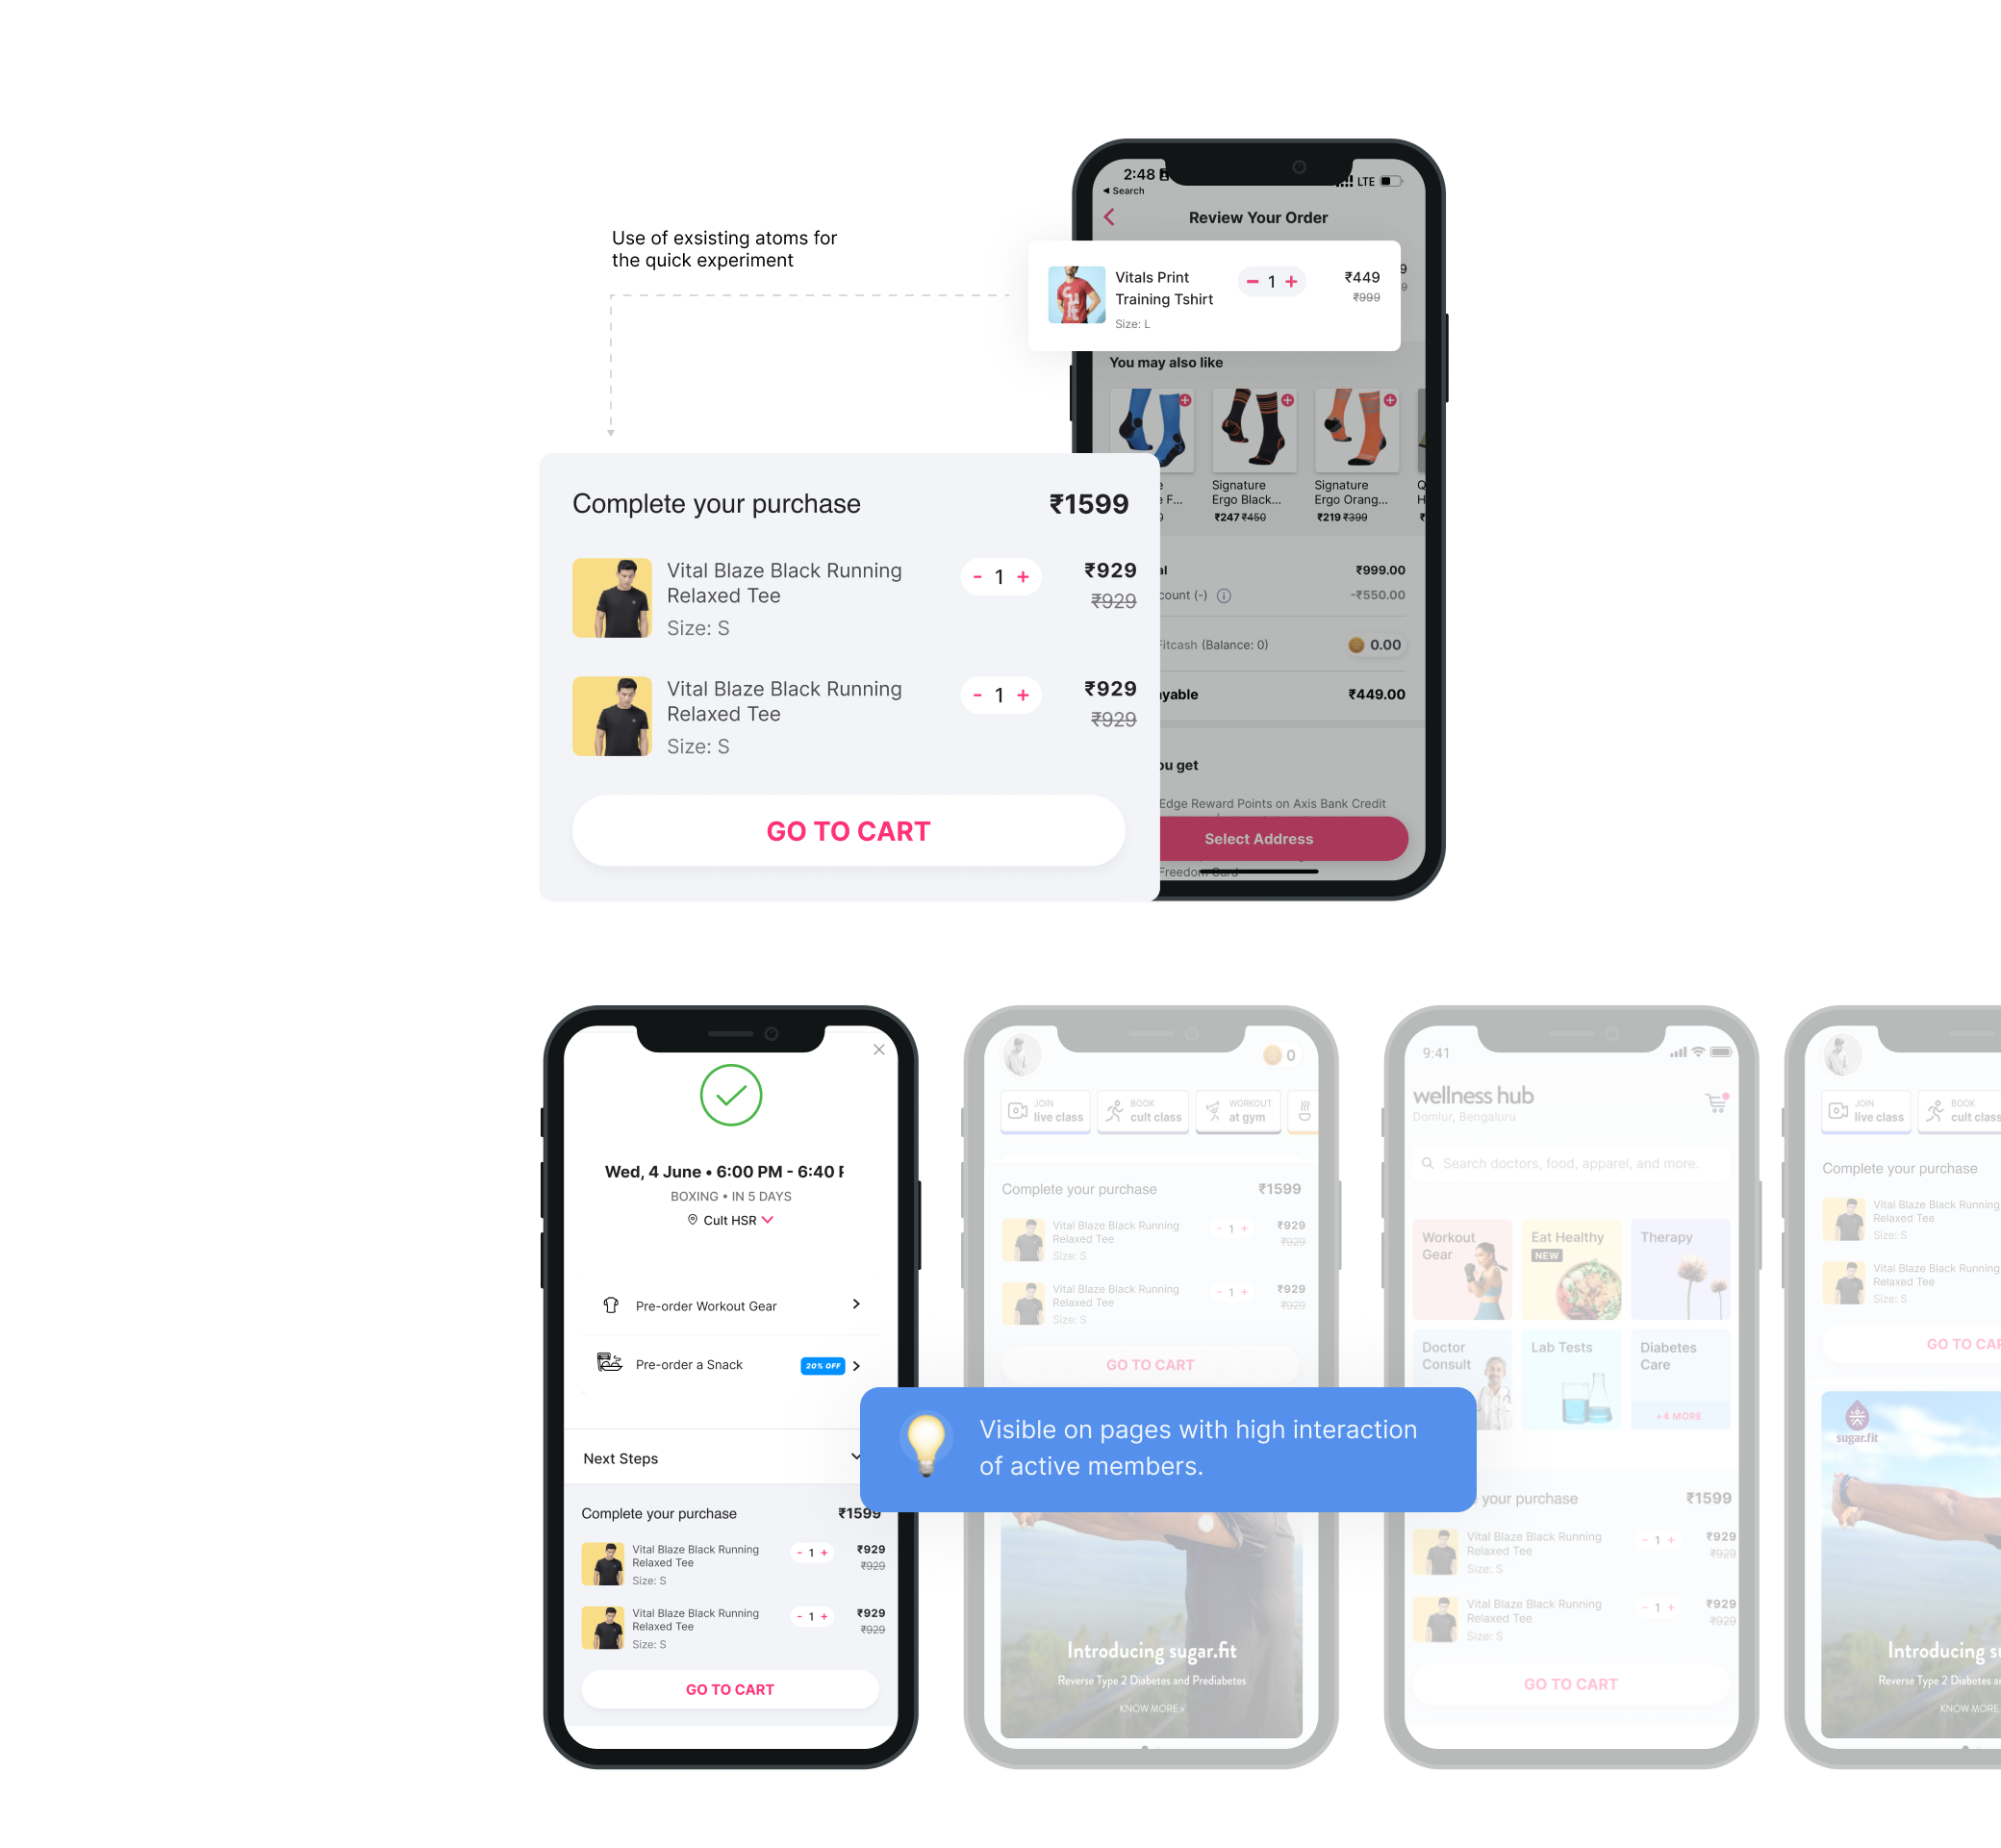 2:48
LTE
Search
Review Your Order
Use of exsisting atoms for
the quick experiment
Vitals Print
Training Tshirt
Size: L
1
₹449
₹999
You may also like
Signature
Ergo Black...
₹247 ₹450
Signature
Ergo Orang...
₹219 ₹399
Complete your purchase
₹1599
Vital Blaze Black Running
Relaxed Tee
Size: S
- 1 +
₹929
₹929
Vital Blaze Black Running
Relaxed Tee
Size: S
- 1 +
₹929
₹929
GO TO CART
₹999.00
count (-)
-₹550.00
Fitcash (Balance: 0)
0.00
yable
₹449.00
ou get
Edge Reward Points on Axis Bank Credit
Select Address
Freedom Card
Wed, 4 June • 6:00 PM - 6:40 P
BOXING • IN 5 DAYS
Cult HSR
Pre-order Workout Gear
Pre-order a Snack
20% OFF
Next Steps
Complete your purchase
₹1599
Vital Blaze Black Running
Relaxed Tee
Size: S
- 1 +
₹929
₹929
Vital Blaze Black Running
Relaxed Tee
Size: S
- 1 +
₹929
₹929
GO TO CART
0
JOIN
live class
BOOK
cult class
WORKOUT
at gym
Complete your purchase
₹1599
Vital Blaze Black Running
Relaxed Tee
Size: S
- 1 +
₹929
₹929
Vital Blaze Black Running
Relaxed Tee
Size: S
- 1 +
₹929
₹929
GO TO CART
Visible on pages with high interaction
of active members.
Introducing sugar.fit
Reverse Type 2 Diabetes and Prediabetes
KNOW MORE
9:41
wellness hub
Domlur, Bengaluru
Search doctors, food, apparel, and more.
Workout
Gear
Eat Healthy
NEW
Therapy
Doctor
Consult
Lab Tests
Diabetes
Care
+4 MORE
your purchase
₹1599
Vital Blaze Black Running
Relaxed Tee
Size: S
- 1 +
₹929
₹929
Vital Blaze Black Running
Relaxed Tee
Size: S
- 1 +
₹929
₹929
GO TO CART
JOIN
live class
BOOK
cult class
Complete your purchase
Vital Blaze Black Running
Relaxed Tee
Size: S
Vital Blaze Black Running
Relaxed Tee
Size: S
GO TO CAR
sugar.fit
Introducing su
Reverse Type 2 Diabetes a
KNOW MORE